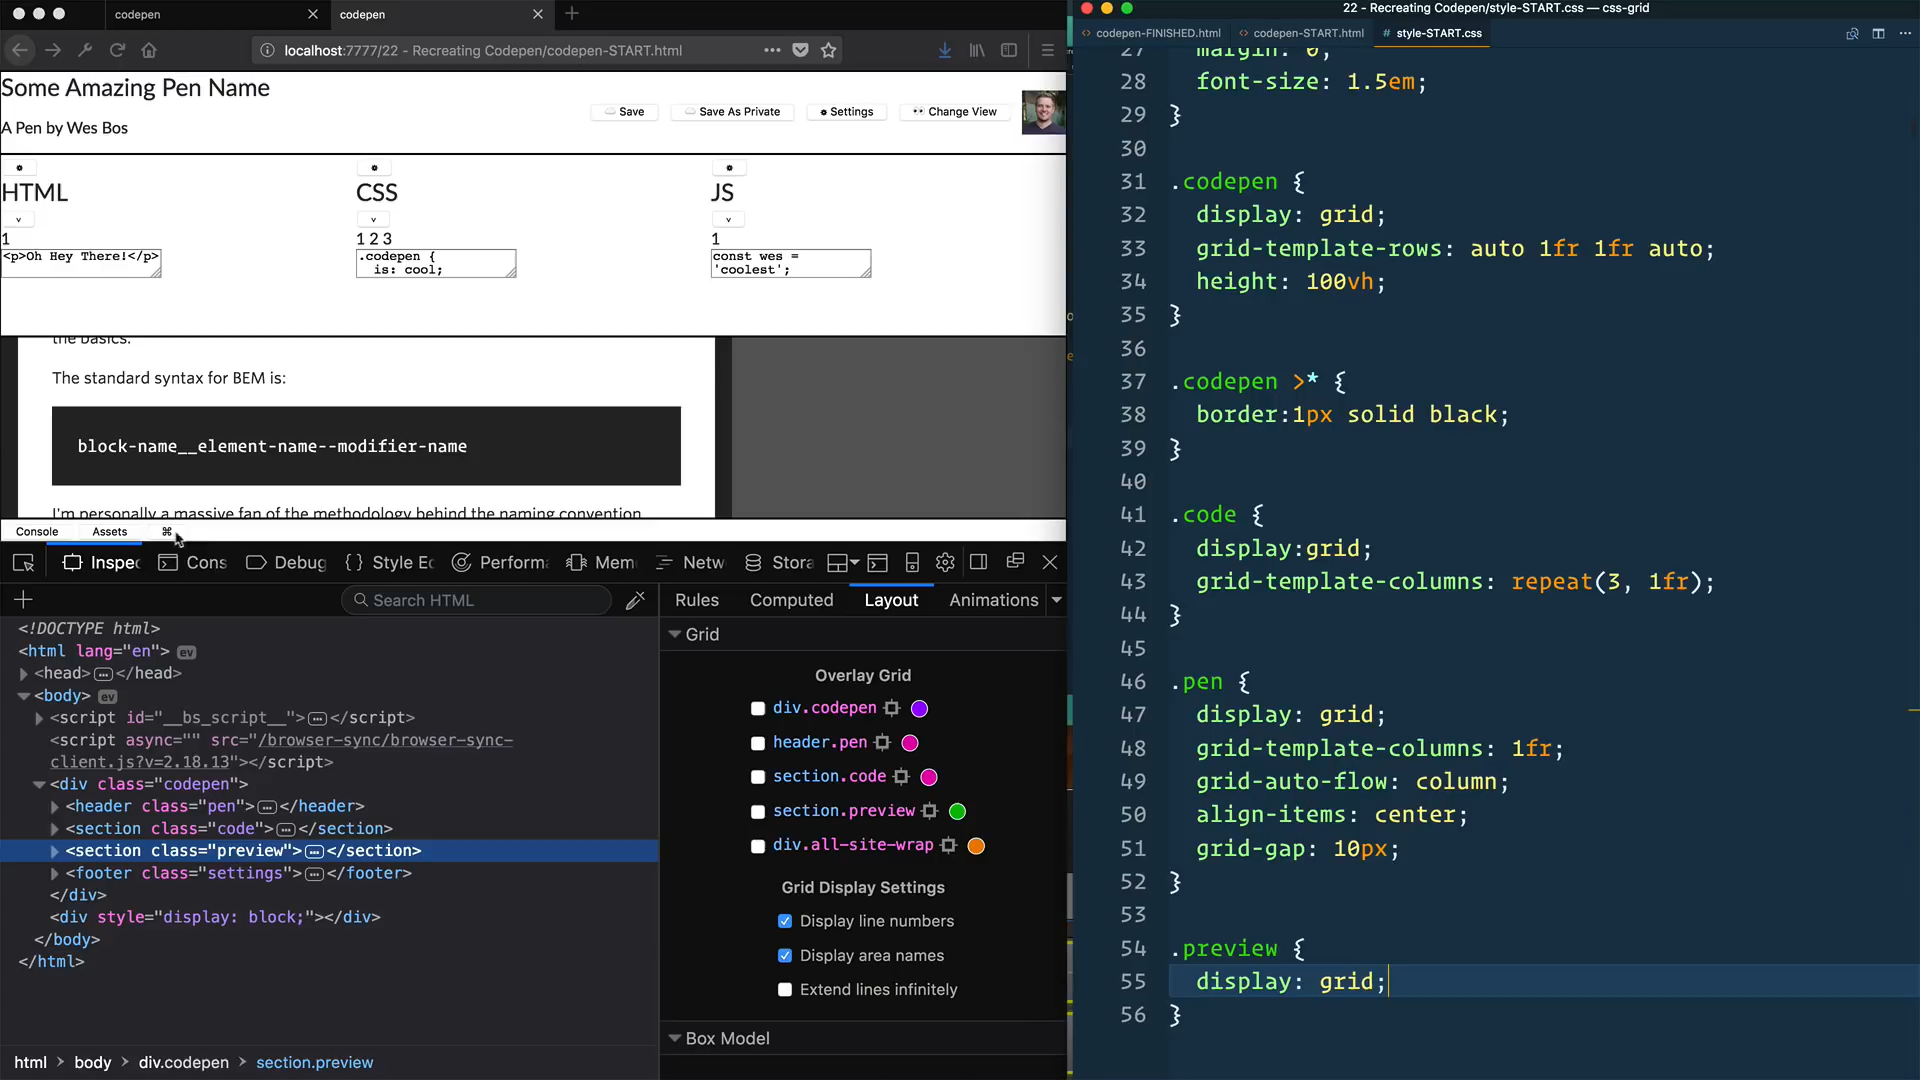 codepen
codepen
localhost:7777/22 - Recreating Codepen/codepen-START.html
Some Amazing Pen Name
A Pen by Wes Bos
Save
Save As Private
Settings
Change View
HTML
CSS
JS
1
1 2 3
1
<p>Oh Hey There!</p>
.codepen {
is: cool;
const wes =
'coolest';
the basics.
The standard syntax for BEM is:
block-name__element-name--modifier-name
I'm personally a massive fan of the methodology behind the naming convention
Console
Assets
⌘
Inspec
Cons
Debug
{ } Style Ed
Performa
Mem
Netw
Stora
Search HTML
<!DOCTYPE html>
<html lang="en"> ev
<head></head>
<body> ev
<script id="__bs_script__"></script>
<script async="" src="/browser-sync/browser-sync-
client.js?v=2.18.13"></script>
<div class="codepen">
<header class="pen"></header>
<section class="code"></section>
<section class="preview"></section>
<footer class="settings"></footer>
</div>
<div style="display: block;"></div>
</body>
</html>
html > body > div.codepen > section.preview
Rules
Computed
Layout
Animations
Grid
Overlay Grid
div.codepen
header.pen
section.code
section.preview
div.all-site-wrap
Grid Display Settings
Display line numbers
Display area names
Extend lines infinitely
Box Model
22 - Recreating Codepen/style-START.css — css-grid
codepen-FINISHED.html
codepen-START.html
# style-START.css
27 margin: 0;
28 font-size: 1.5em;
29 }
30
31 .codepen {
32 display: grid;
33 grid-template-rows: auto 1fr 1fr auto;
34 height: 100vh;
35 }
36
37 .codepen >* {
38 border:1px solid black;
39 }
40
41 .code {
42 display:grid;
43 grid-template-columns: repeat(3, 1fr);
44 }
45
46 .pen {
47 display: grid;
48 grid-template-columns: 1fr;
49 grid-auto-flow: column;
50 align-items: center;
51 grid-gap: 10px;
52 }
53
54 .preview {
55 display: grid;
56 }